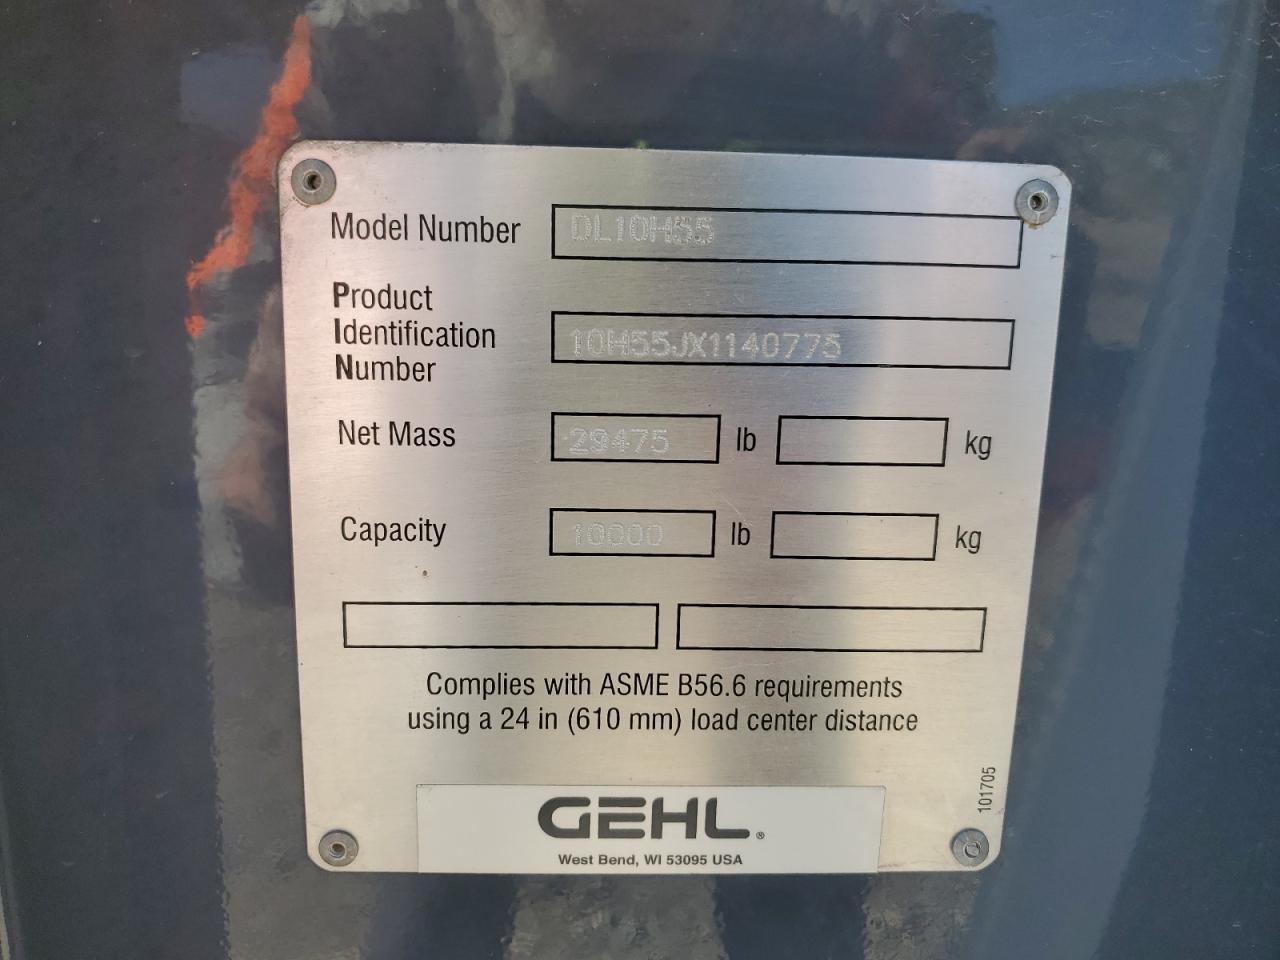 Model Number DL10H55
Product
Identification
Number
10H55JX1140775
Net Mass 29475 lb kg
Capacity 10000 lb kg
Complies with ASME B56.6 requirements
using a 24 in (610 mm) load center distance
101705
GEHL®
West Bend, WI 53095 USA